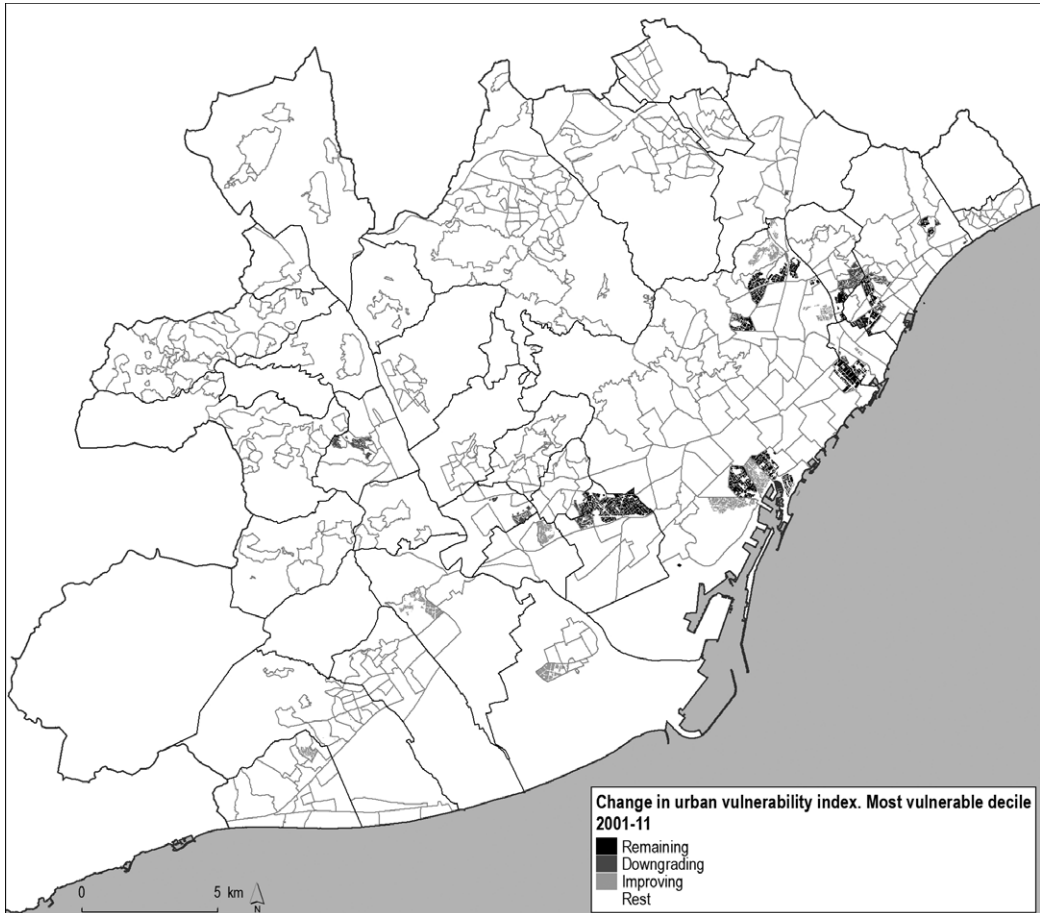 Change in urban vulnerability index. Most vulnerable decile
2001-11
Remaining
Downgrading
Improving
Rest
0 5 km
N